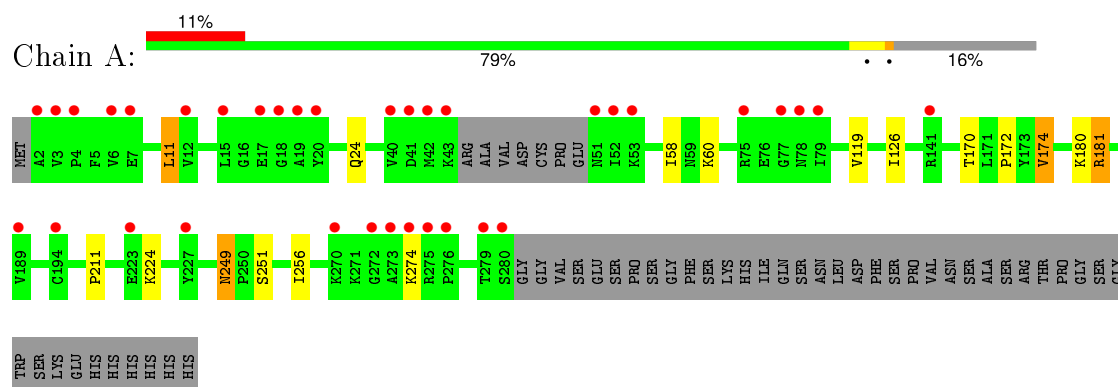 11%
Chain A:
79%
16%
MET A2 V3 P4 F5 V6 E7 L11 V12 L15 G16 E17 G18 A19 Y20 Q24 V40 D41 M42 K43 ARG ALA VAL ASP CYS PRO GLU N51 I52 K53 I58 N59 K60 R75 E76 G77 N78 I79 V119 I126 R141 T170 L171 P172 Y173 V174 K180 R181
V189 C194 P211 E223 K224 Y227 N249 P250 S251 I256 K270 K271 G272 A273 K274 R275 P276 T279 S280 GLY GLY VAL SER GLU SER PRO SER GLY PHE SER LYS HIS ILE GLN SER ASN LEU ASP PHE SER PRO VAL ASN SER ALA SER ARG THR PRO GLY SER GLY
TRP SER LYS GLU HIS HIS HIS HIS HIS HIS